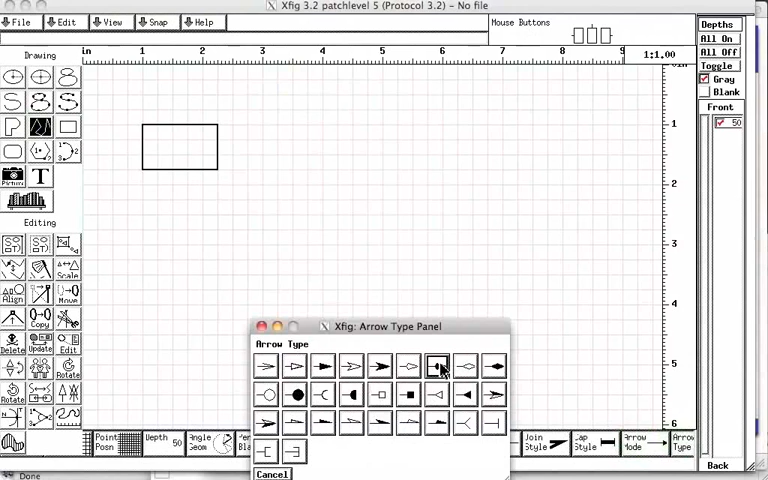 Xfig 3.2 patchlevel 5 (Protocol 3.2) -- No file
File Edit View Snap Help
Mouse Buttons
Drawing
in 1 2 3 4 5 6 7 8 9
1:1.00
1
2
3
4
5
6
Picture
T
Editing
Scale
Align
Move
Copy
Delete
Update
Edit
Rotate
Rotate
Depths
All On
All Off
Toggle
Gray
Blank
Front
50
Back
Xfig: Arrow Type Panel
Arrow Type
Cancel
Point Posn
Depth 50
Angle Geom
Join Style
Cap Style
Arrow Mode
Arrow Type
Done